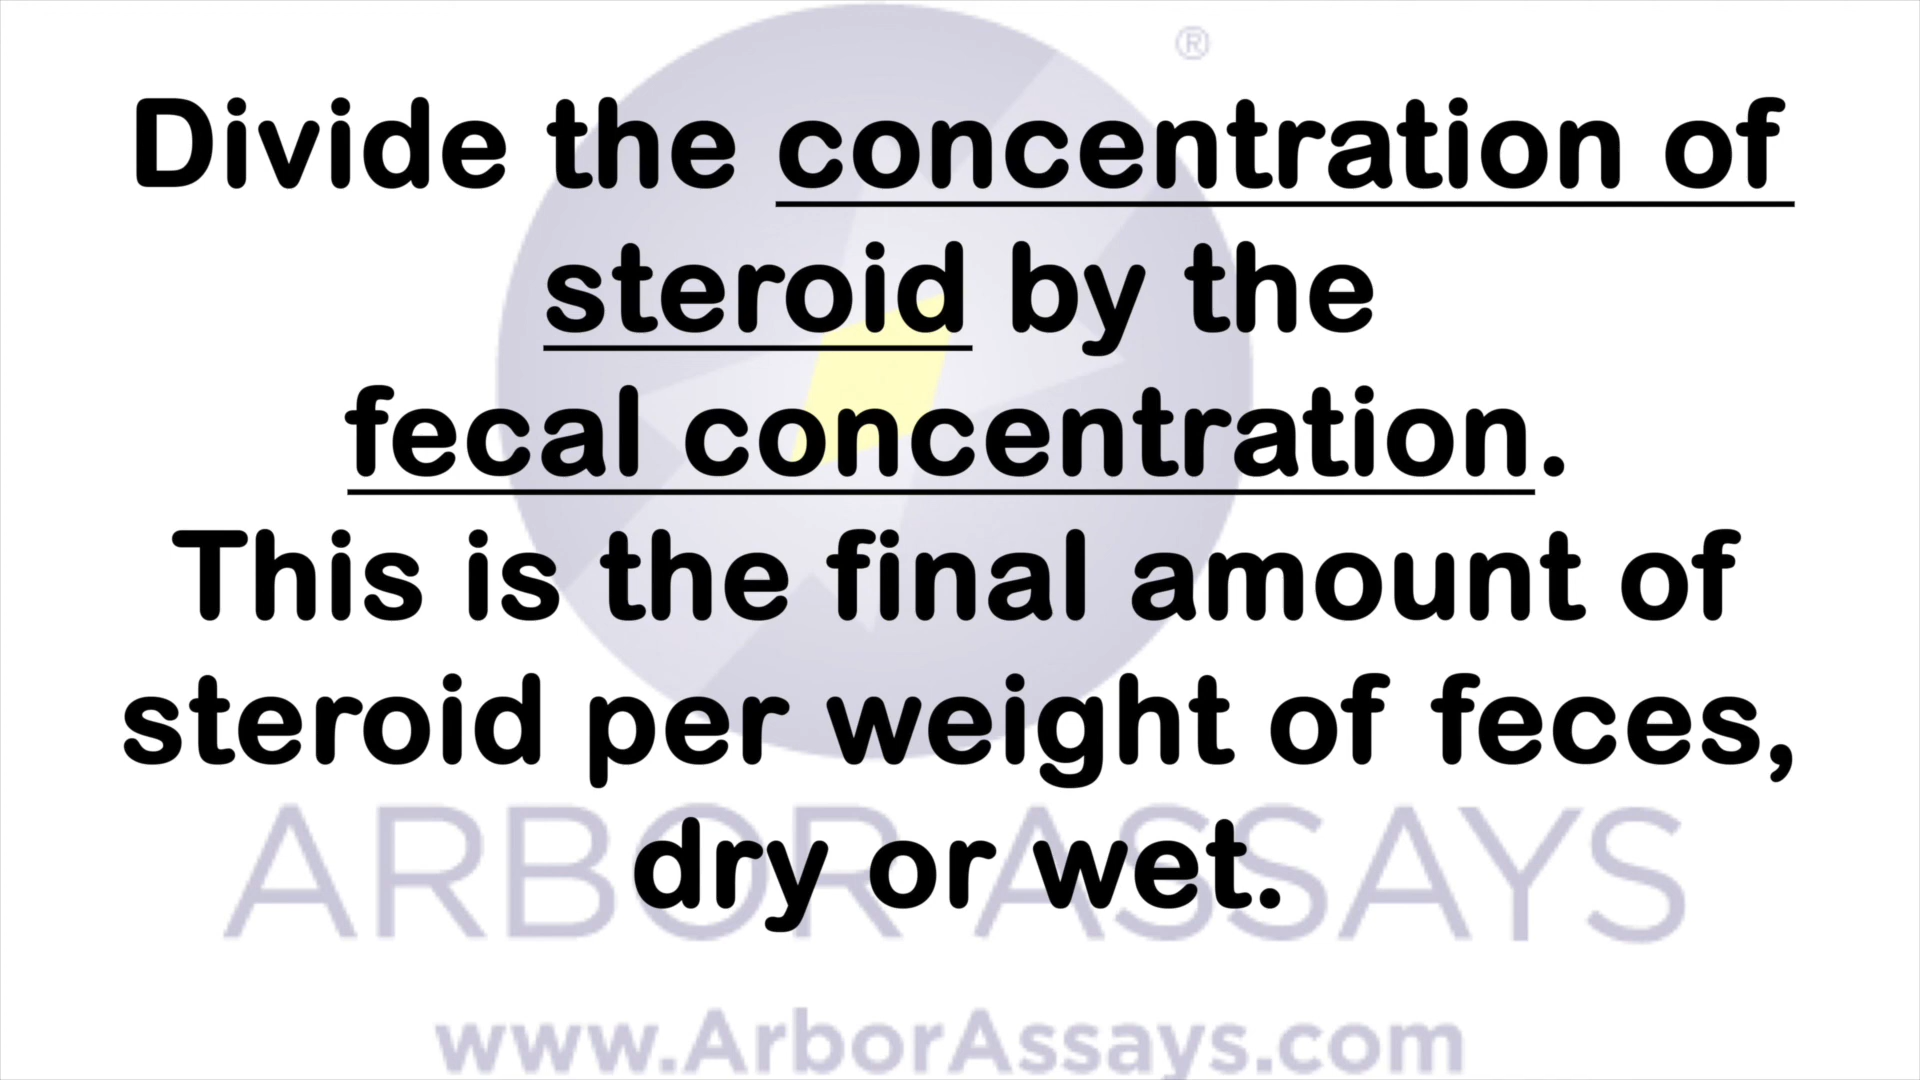 ®
Divide the concentration of
steroid by the
fecal concentration.
This is the final amount of
steroid per weight of feces,
dry or wet.
ARBOR ASSAYS
www.ArborAssays.com